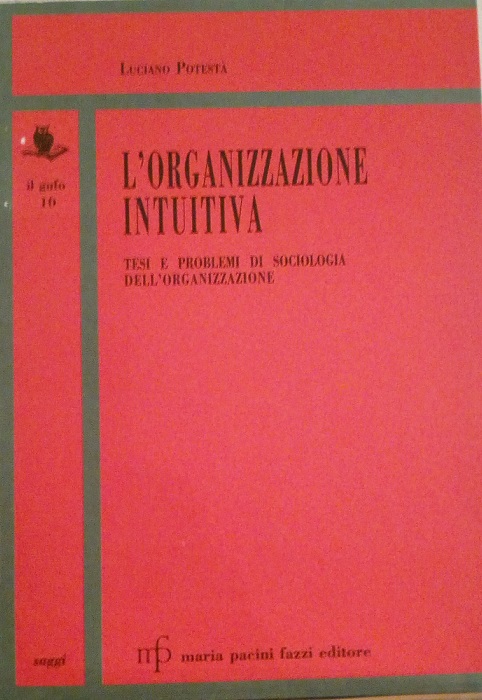 LUCIANO POTESTÀ
il gufo
16
L'ORGANIZZAZIONE
INTUITIVA
TESI E PROBLEMI DI SOCIOLOGIA
DELL'ORGANIZZAZIONE
saggi
mpf maria pacini fazzi editore